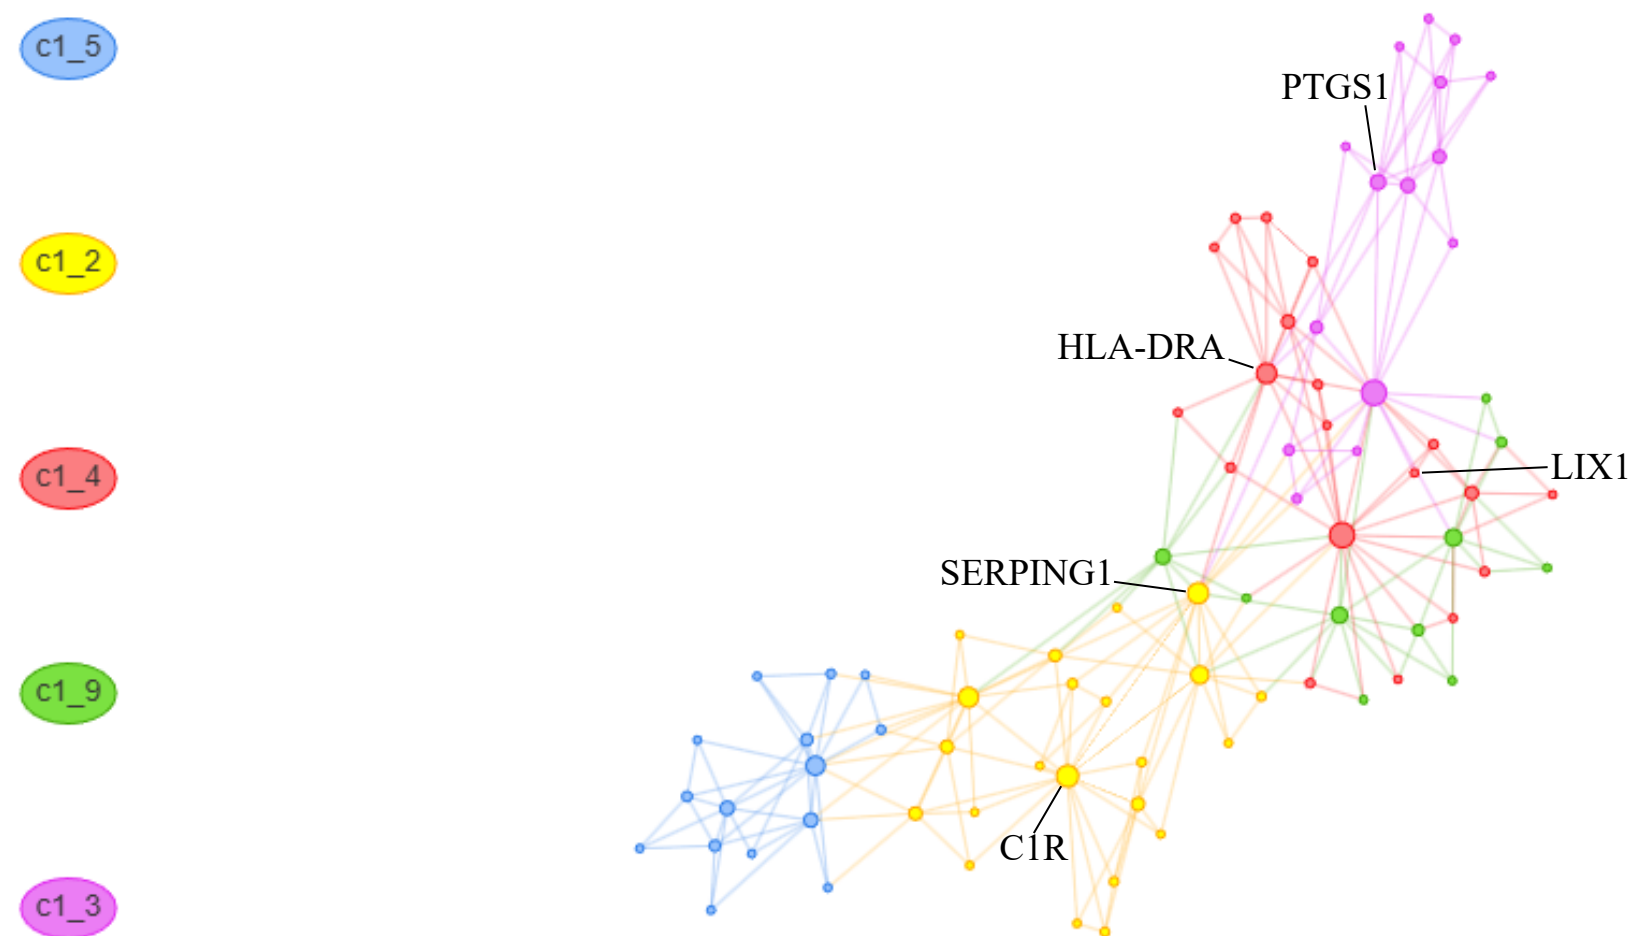 c1_5
PTGS1
c1_2
HLA-DRA
c1_4
LIX1
SERPING1
c1_9
C1R
c1_3